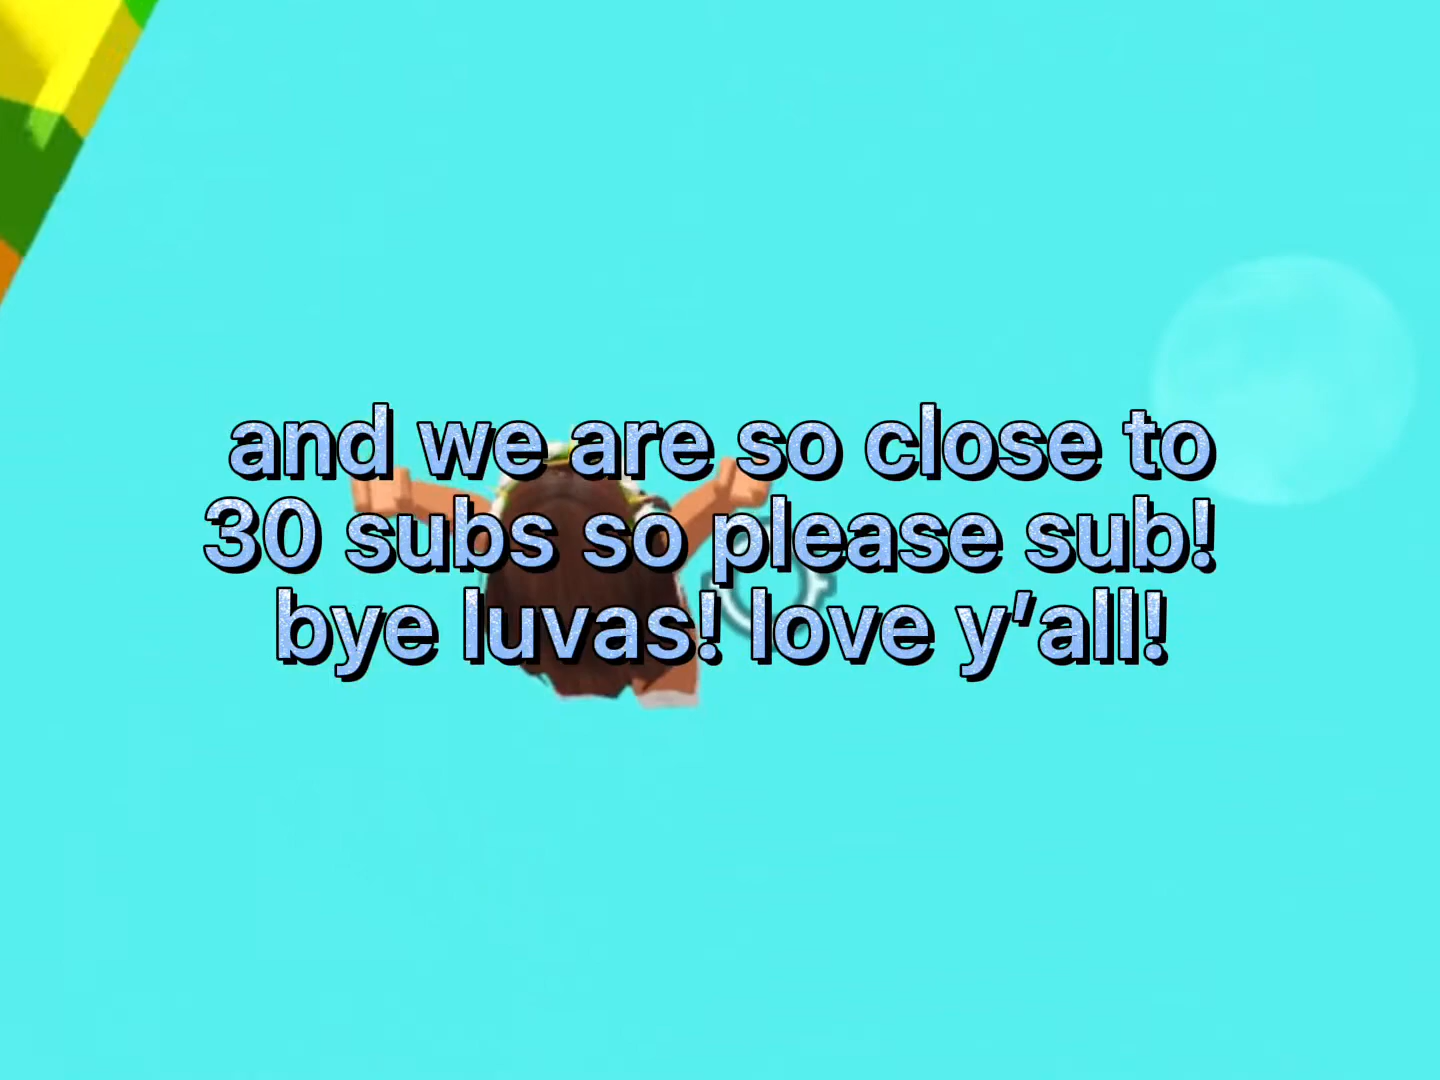 and we are so close to
30 subs so please sub!
bye luvas! love y’all!